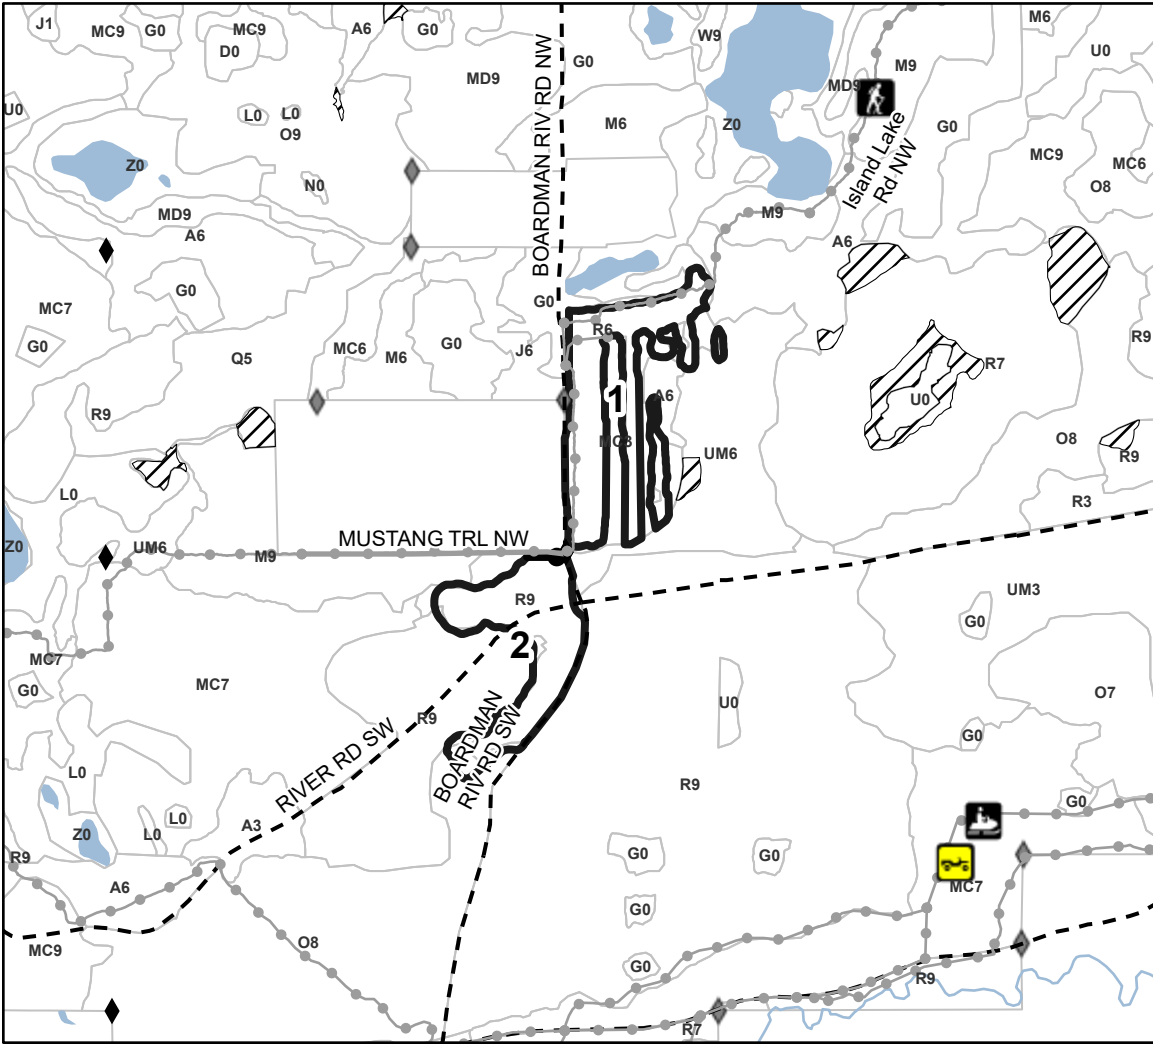 J1
MC9
G0
MC9
D0
A6
G0
MD9
G0
W9
M6
U0
MD9
M9
U0
L0
L0
O9
M6
Z0
G0
MC9
MC6
O8
Z0
N0
MD9
A6
BOARDMAN RIV RD NW
Island Lake
Rd NW
M9
A6
G0
MC7
G0
G0
R6
Q5
MC6
M6
G0
J6
R9
R7
U0
1
A6
MC8
R9
UM6
O8
R9
L0
R3
Z0
UM6
M9
MUSTANG TRL NW
R9
UM3
G0
2
MC7
G0
MC7
R9
U0
O7
G0
BOARDMAN
RIV RD SW
RIVER RD SW
L0
R9
G0
Z0
L0
L0
A3
R9
A6
G0
G0
MC7
G0
MC9
O8
G0
R9
R7